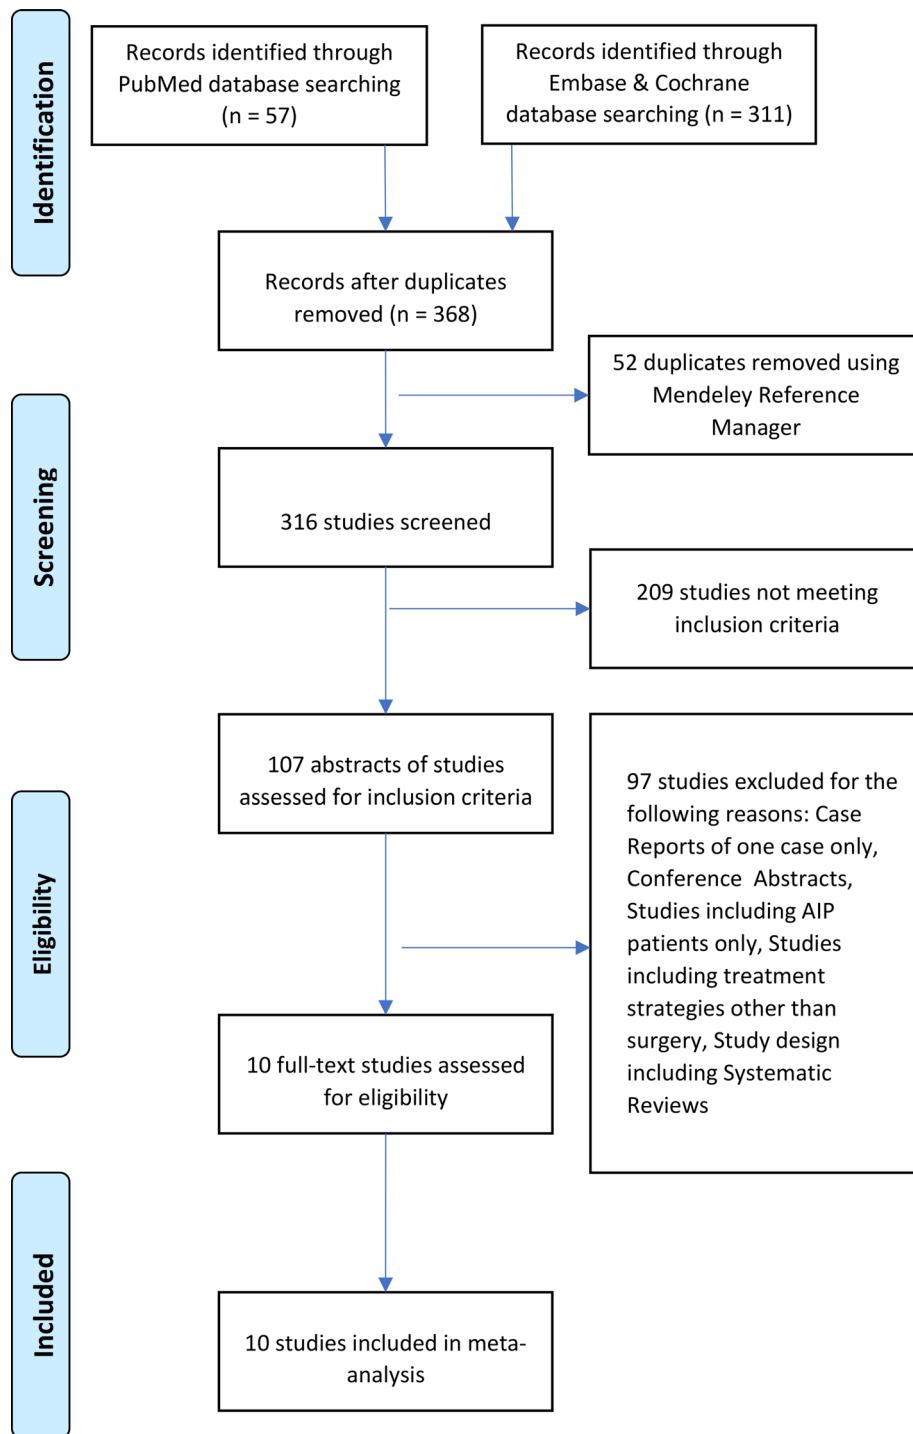 Identification
Records identified through
PubMed database searching
(n = 57)
Records identified through
Embase & Cochrane
database searching (n = 311)
Records after duplicates
removed (n = 368)
52 duplicates removed using
Mendeley Reference
Manager
Screening
316 studies screened
209 studies not meeting
inclusion criteria
107 abstracts of studies
assessed for inclusion criteria
97 studies excluded for the
following reasons: Case
Reports of one case only,
Conference Abstracts,
Studies including AIP
patients only, Studies
including treatment
strategies other than
surgery, Study design
including Systematic
Reviews
Eligibility
10 full-text studies assessed
for eligibility
Included
10 studies included in meta-
analysis